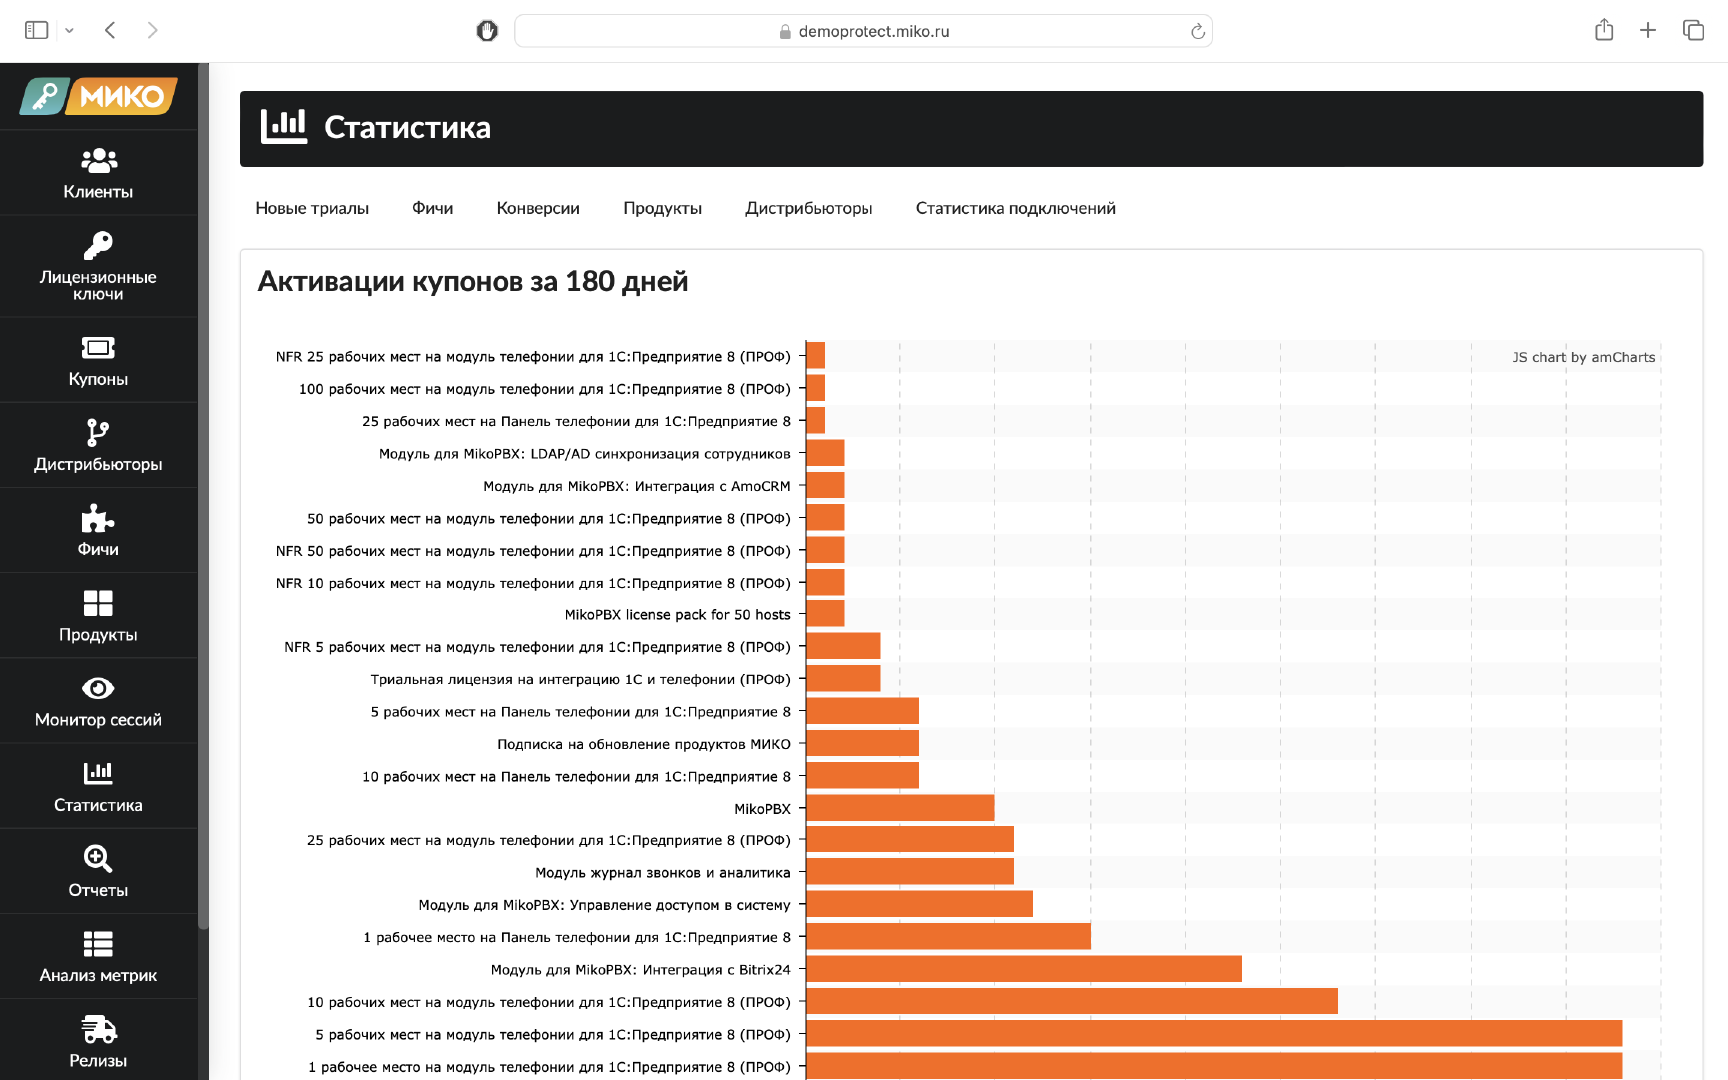 demoprotect.miko.ru
МИКО
Клиенты
Лицензионные
ключи
Купоны
Дистрибьюторы
Фичи
Продукты
Монитор сессий
Статистика
Отчеты
Анализ метрик
Релизы
Статистика
Новые триалы Фичи Конверсии Продукты Дистрибьюторы Статистика подключений
Активации купонов за 180 дней
JS chart by amCharts
NFR 25 рабочих мест на модуль телефонии для 1С:Предприятие 8 (ПРОФ)
100 рабочих мест на модуль телефонии для 1С:Предприятие 8 (ПРОФ)
25 рабочих мест на Панель телефонии для 1С:Предприятие 8
Модуль для MikoPBX: LDAP/AD синхронизация сотрудников
Модуль для MikoPBX: Интеграция с AmoCRM
50 рабочих мест на модуль телефонии для 1С:Предприятие 8 (ПРОФ)
NFR 50 рабочих мест на модуль телефонии для 1С:Предприятие 8 (ПРОФ)
NFR 10 рабочих мест на модуль телефонии для 1С:Предприятие 8 (ПРОФ)
MikoPBX license pack for 50 hosts
NFR 5 рабочих мест на модуль телефонии для 1С:Предприятие 8 (ПРОФ)
Триальная лицензия на интеграцию 1С и телефонии (ПРОФ)
5 рабочих мест на Панель телефонии для 1С:Предприятие 8
Подписка на обновление продуктов МИКО
10 рабочих мест на Панель телефонии для 1С:Предприятие 8
MikoPBX
25 рабочих мест на модуль телефонии для 1С:Предприятие 8 (ПРОФ)
Модуль журнал звонков и аналитика
Модуль для MikoPBX: Управление доступом в систему
1 рабочее место на Панель телефонии для 1С:Предприятие 8
Модуль для MikoPBX: Интеграция с Bitrix24
10 рабочих мест на модуль телефонии для 1С:Предприятие 8 (ПРОФ)
5 рабочих мест на модуль телефонии для 1С:Предприятие 8 (ПРОФ)
1 рабочее место на модуль телефонии для 1С:Предприятие 8 (ПРОФ)